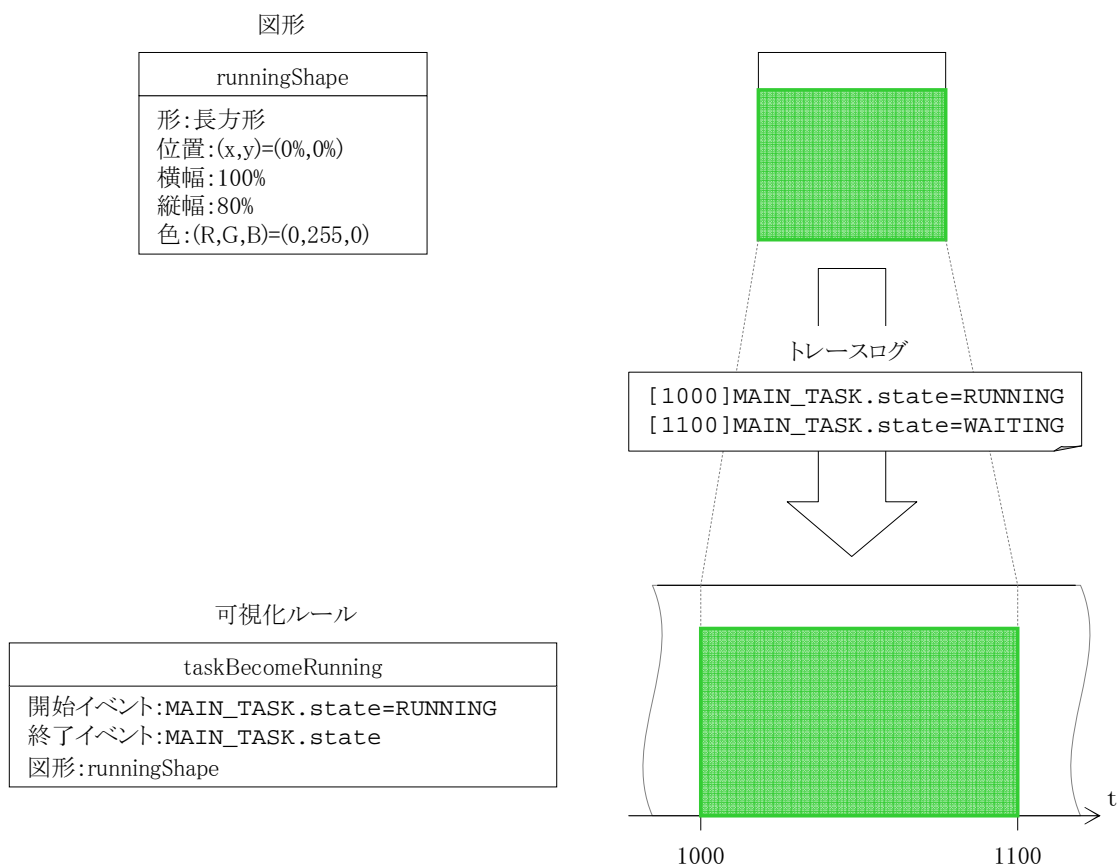 図形
runningShape
形:長方形
位置:(x,y)=(0%,0%)
横幅:100%
縦幅:80%
色:(R,G,B)=(0,255,0)
トレースログ
[1000]MAIN_TASK.state=RUNNING
[1100]MAIN_TASK.state=WAITING
可視化ルール
taskBecomeRunning
開始イベント:MAIN_TASK.state=RUNNING
終了イベント:MAIN_TASK.state
図形:runningShape
t
1000
1100